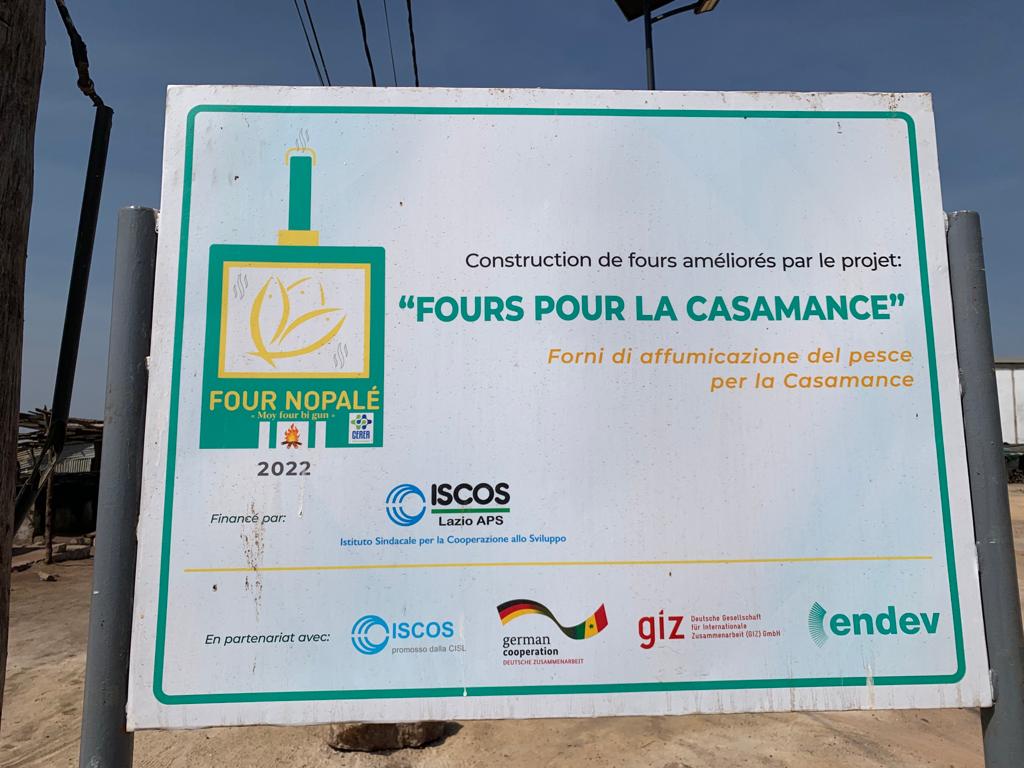 Construction de fours améliorés par le projet:
“FOURS POUR LA CASAMANCE”
Forni di affumicazione del pesce
per la Casamance
FOUR NOPALÉ
- Moy four bi gun -
CERER
2022
Financé par:
ISCOS
Lazio APS
Istituto Sindacale per la Cooperazione allo Sviluppo
En partenariat avec:
ISCOS
promosso dalla CISL
german
cooperation
DEUTSCHE ZUSAMMENARBEIT
giz
Deutsche Gesellschaft
für Internationale
Zusammenarbeit (GIZ) GmbH
endev